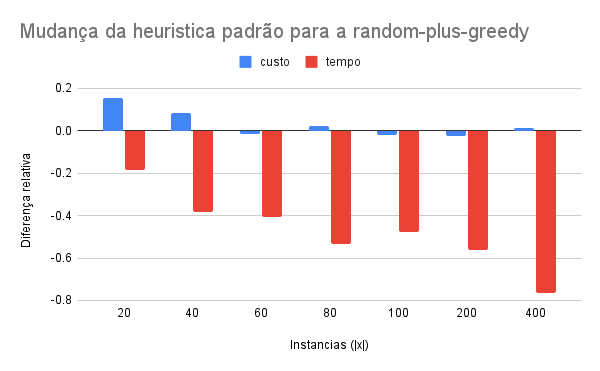 Mudança da heuristica padrão para a random-plus-greedy
custo tempo
0.2
0.0
-0.2
-0.4
-0.6
-0.8
Diferença relativa
20 40 60 80 100 200 400
Instancias (|x|)